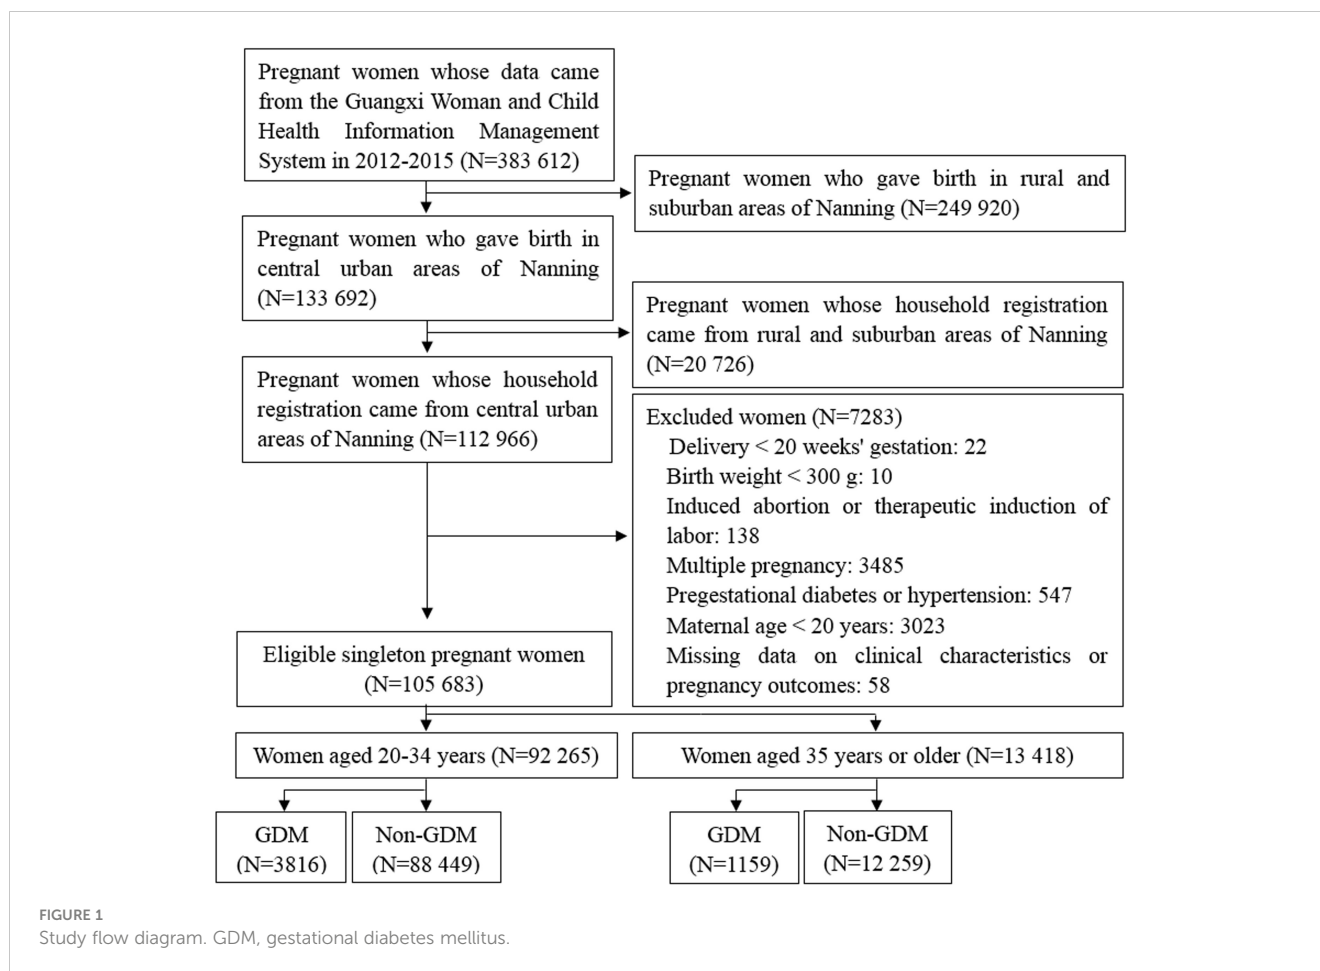 Pregnant women whose data came
from the Guangxi Woman and Child
Health Information Management
System in 2012-2015 (N=383 612)
Pregnant women who gave birth in rural and
suburban areas of Nanning (N=249 920)
Pregnant women who gave birth in
central urban areas of Nanning
(N=133 692)
Pregnant women whose household registration
came from rural and suburban areas of Nanning
(N=20 726)
Pregnant women whose household
registration came from central urban
areas of Nanning (N=112 966)
Excluded women (N=7283)
Delivery < 20 weeks' gestation: 22
Birth weight < 300 g: 10
Induced abortion or therapeutic induction of
labor: 138
Multiple pregnancy: 3485
Pregestational diabetes or hypertension: 547
Maternal age < 20 years: 3023
Missing data on clinical characteristics or
pregnancy outcomes: 58
Eligible singleton pregnant women
(N=105 683)
Women aged 20-34 years (N=92 265)
Women aged 35 years or older (N=13 418)
GDM
(N=3816)
Non-GDM
(N=88 449)
GDM
(N=1159)
Non-GDM
(N=12 259)
FIGURE 1
Study flow diagram. GDM, gestational diabetes mellitus.